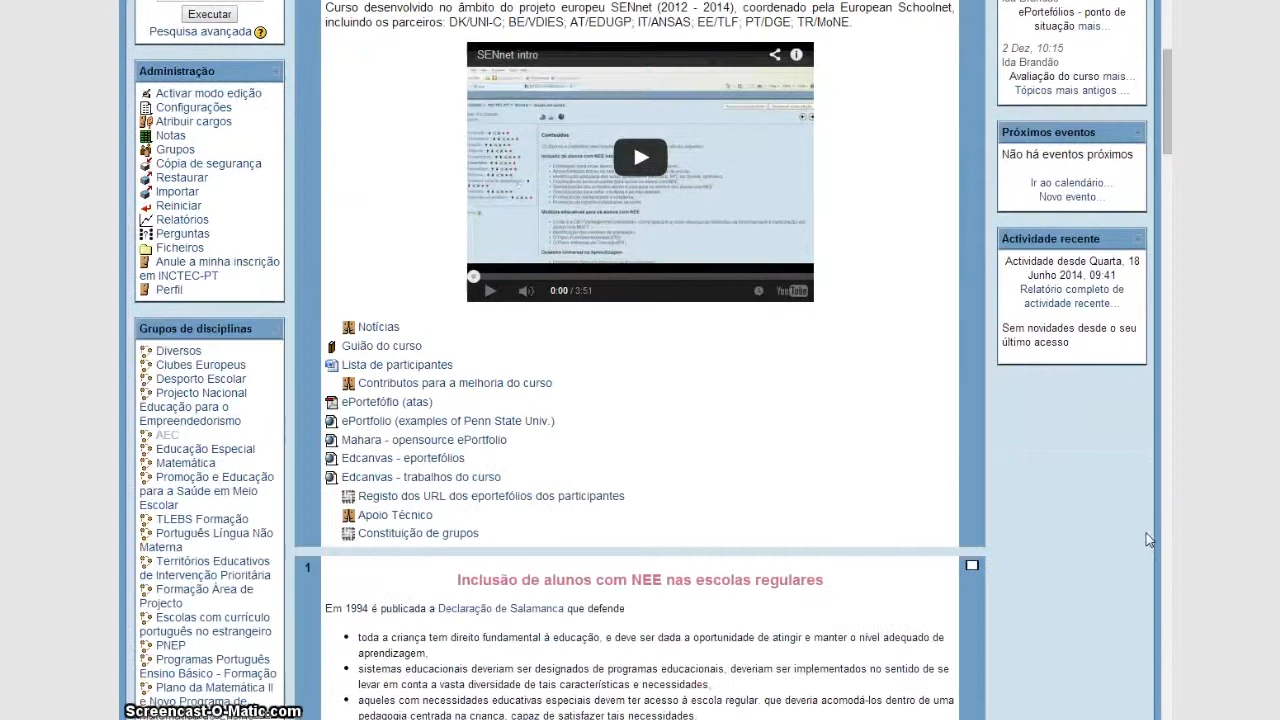 Executar
Pesquisa avançada
Administração
Activar modo edição
Configurações
Atribuir cargos
Notas
Grupos
Cópia de segurança
Restaurar
Importar
Reiniciar
Relatórios
Perguntas
Ficheiros
Anule a minha inscrição
em INCTEC-PT
Perfil
Grupos de disciplinas
Diversos
Clubes Europeus
Desporto Escolar
Projecto Nacional
Educação para o
Empreendedorismo
AEC
Educação Especial
Matemática
Promoção e Educação
para a Saúde em Meio
Escolar
TLEBS Formação
Português Língua Não
Materna
Territórios Educativos
de Intervenção Prioritária
Formação Área de
Projecto
Escolas com currículo
português no estrangeiro
PNEP
Programas Português
Ensino Básico - Formação
Plano da Matemática II
e Novo Programa de
Screencast-O-Matic.com
Curso desenvolvido no âmbito do projeto europeu SENnet (2012 - 2014), coordenado pela European Schoolnet,
incluindo os parceiros: DK/UNI-C; BE/VDIES; AT/EDUGP; IT/ANSAS; EE/TLF; PT/DGE; TR/MoNE.
SENnet intro
Conteúdos
0:00 / 3:51
YouTube
Notícias
Guião do curso
Lista de participantes
Contributos para a melhoria do curso
ePortefófio (atas)
ePortfolio (examples of Penn State Univ.)
Mahara - opensource ePortfolio
Edcanvas - eportefólios
Edcanvas - trabalhos do curso
Registo dos URL dos eportefólios dos participantes
Apoio Técnico
Constituição de grupos
1
Inclusão de alunos com NEE nas escolas regulares
Em 1994 é publicada a Declaração de Salamanca que defende
toda a criança tem direito fundamental à educação, e deve ser dada a oportunidade de atingir e manter o nível adequado de
aprendizagem,
sistemas educacionais deveriam ser designados de programas educacionais, deveriam ser implementados no sentido de se
levar em conta a vasta diversidade de tais características e necessidades,
aqueles com necessidades educativas especiais devem ter acesso à escola regular, que deveria acomodá-los dentro de uma
pedagogia centrada na criança, capaz de satisfazer tais necessidades.
Ida Brandão
ePortefólios - ponto de
situação mais...
2 Dez, 10:15
Ida Brandão
Avaliação do curso mais...
Tópicos mais antigos ...
Próximos eventos
Não há eventos próximos
Ir ao calendário...
Novo evento...
Actividade recente
Actividade desde Quarta, 18
Junho 2014, 09:41
Relatório completo de
actividade recente...
Sem novidades desde o seu
último acesso